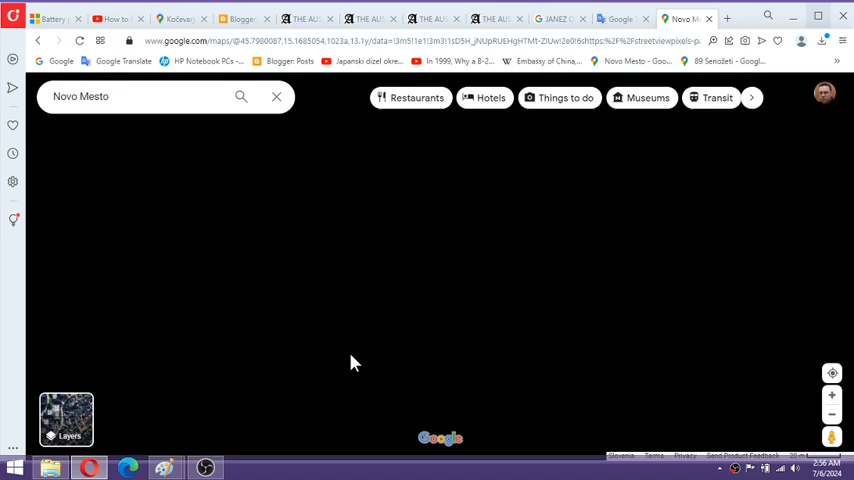 Battery
How to
Kočevar
Blogger:
THE AUS
THE AUS
THE AUS
THE AUS
JANEZ C
Google
Novo M
www.google.com/maps/@45.7980087,15.1685054,1023a,13.1y/data=!3m5!1e1!3m3!1sD5H_jNUpRUEHgHTMt-ZIUw!2e0!6shttps:%2F%2Fstreetviewpixels-pa
Google
Google Translate
HP Notebook PCs -...
Blogger: Posts
Japanski dizel okre...
In 1999, Why a 8-2...
Embassy of China,...
Novo Mesto - Goo...
89 Senožeti - Googl...
Novo Mesto
Restaurants
Hotels
Things to do
Museums
Transit
Layers
Google
Slovenia Terms Privacy Send Product Feedback 20 m
2:56 AM
7/6/2024